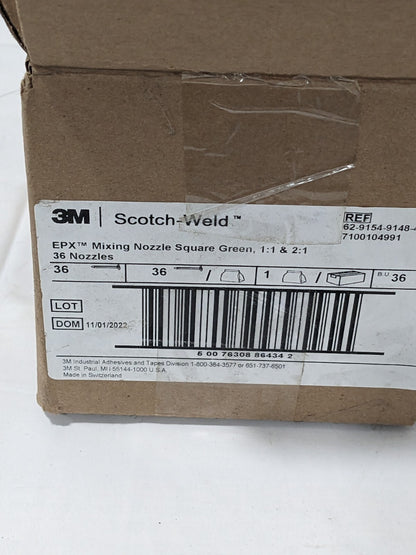 3M Scotch-Weld™
REF
62-9154-9148-
7100104991
EPX™ Mixing Nozzle Square Green, 1:1 & 2:1
36 Nozzles
36 36 / 1 / B.U. 36
LOT
DOM 11/01/2022
6 00 76308 86434 2
3M Industrial Adhesives and Tapes Division 1-800-364-3577 or 651-737-6501
3M St. Paul, MN 55144-1000 U.S.A.
Made in Switzerland